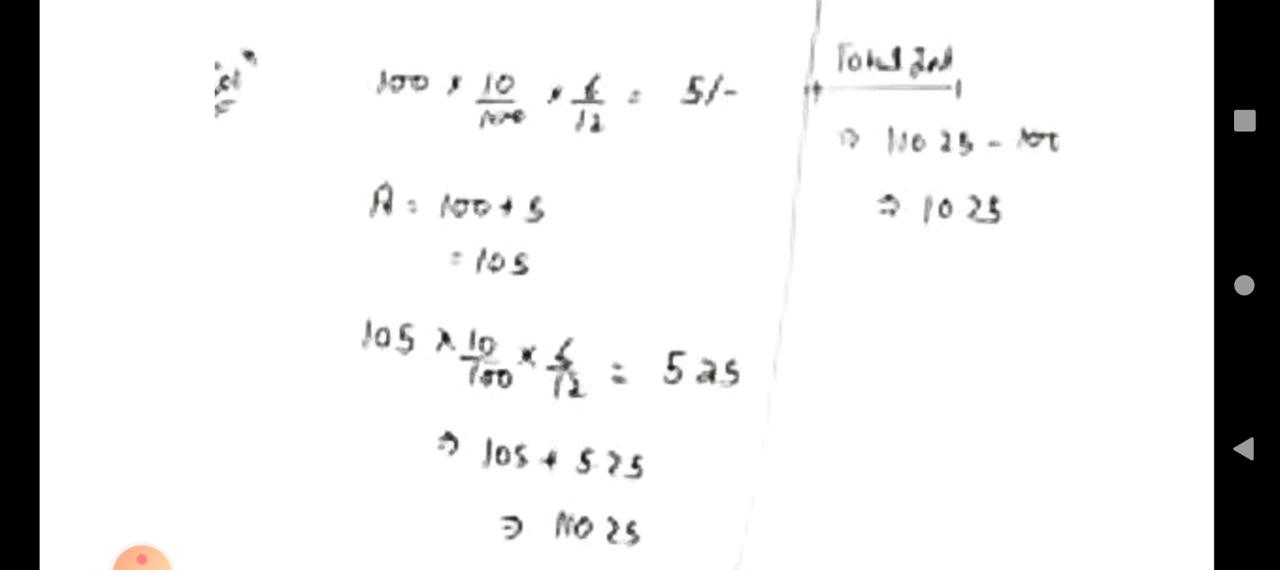 100 × 10/100 × 6/12 = 5/-
A = 100 + 5
= 105
105 × 10/100 × 6/12 = 5 25
⇒ 105 + 5 25
⇒ 110 25
Total Int
⇒ 110 25 - 100
⇒ 10 25